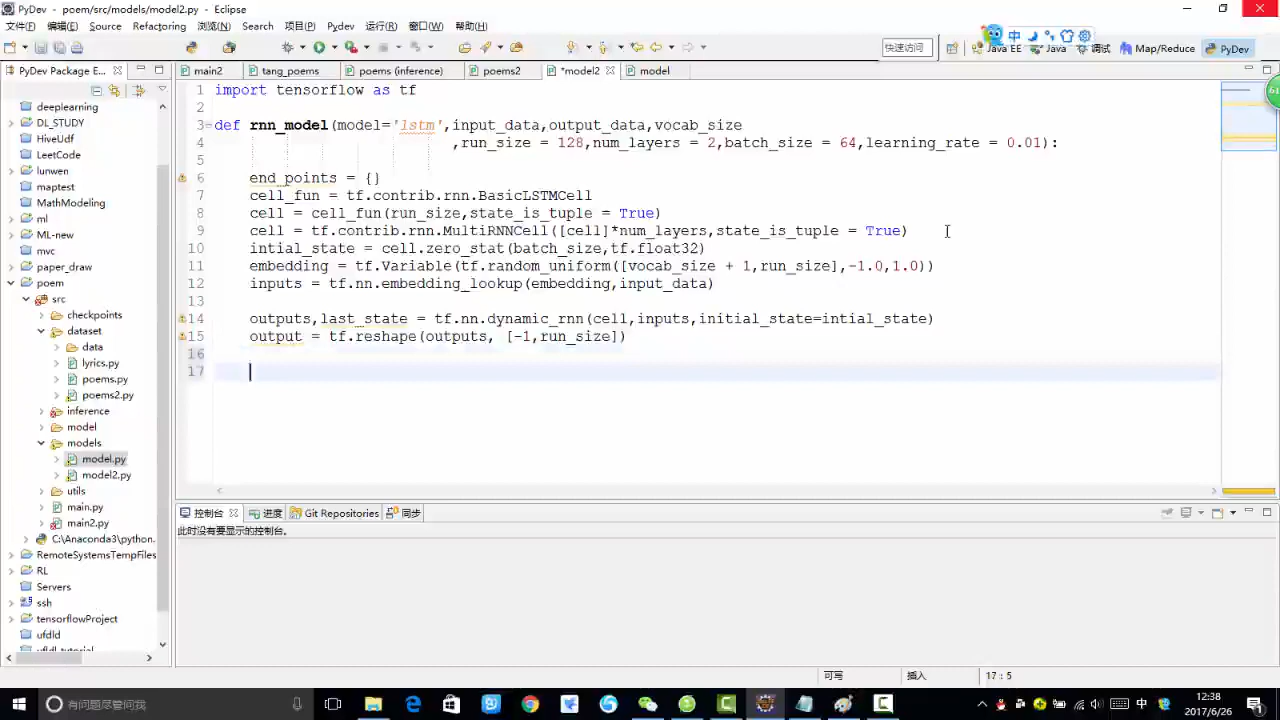 PyDev - poem/src/models/model2.py - Eclipse
文件(F) 编辑(E) Source Refactoring 浏览(N) Search 项目(P) Pydev 运行(R) 窗口(W) 帮助(H)
中
快速访问 Java EE Java 调试 Map/Reduce PyDev
PyDev Package E...
main2 tang_poems poems (inference) poems2 *model2 model
61
deeplearning
DL_STUDY
HiveUdf
LeetCode
lunwen
maptest
MathModeling
ml
ML-new
mvc
paper_draw
poem
src
checkpoints
dataset
data
lyrics.py
poems.py
poems2.py
inference
model
models
model.py
model2.py
utils
main.py
main2.py
C:\Anaconda3\python.
RemoteSystemsTempFiles
RL
Servers
ssh
tensorflowProject
ufdld
ufldl_tutorial
1 import tensorflow as tf
2
3 def rnn_model(model='lstm',input_data,output_data,vocab_size
4 ,run_size = 128,num_layers = 2,batch_size = 64,learning_rate = 0.01):
5
6 end_points = {}
7 cell_fun = tf.contrib.rnn.BasicLSTMCell
8 cell = cell_fun(run_size,state_is_tuple = True)
9 cell = tf.contrib.rnn.MultiRNNCell([cell]*num_layers,state_is_tuple = True)
10 intial_state = cell.zero_stat(batch_size,tf.float32)
11 embedding = tf.Variable(tf.random_uniform([vocab_size + 1,run_size],-1.0,1.0))
12 inputs = tf.nn.embedding_lookup(embedding,input_data)
13
14 outputs,last_state = tf.nn.dynamic_rnn(cell,inputs,initial_state=intial_state)
15 output = tf.reshape(outputs, [-1,run_size])
16
17
控制台 进度 Git Repositories 同步
此时没有要显示的控制台。
可写 插入 17 : 5
有问题尽管问我
中
12:38
2017/6/26